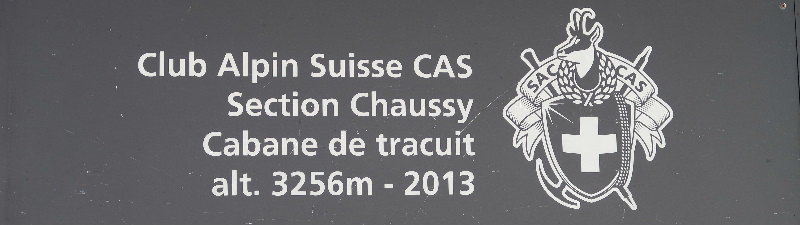 Club Alpin Suisse CAS
Section Chaussy
Cabane de tracuit
alt. 3256m - 2013
SAC CAS